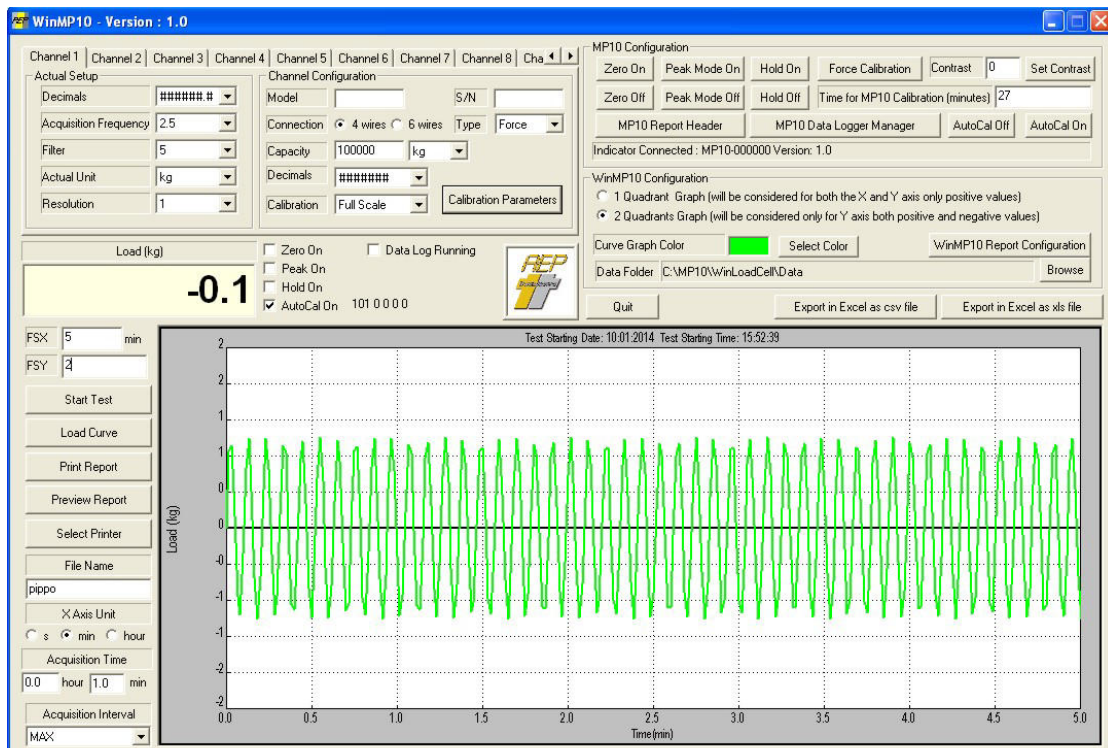 WinMP10 - Version : 1.0
Channel 1 Channel 2 Channel 3 Channel 4 Channel 5 Channel 6 Channel 7 Channel 8 Cha
Actual Setup
Decimals ######.#
Acquisition Frequency 2.5
Filter 5
Actual Unit kg
Resolution 1
Channel Configuration
Model S/N
Connection 4 wires 6 wires Type Force
Capacity 100000 kg
Decimals #######
Calibration Full Scale Calibration Parameters
MP10 Configuration
Zero On Peak Mode On Hold On Force Calibration Contrast 0 Set Contrast
Zero Off Peak Mode Off Hold Off Time for MP10 Calibration (minutes) 27
MP10 Report Header MP10 Data Logger Manager AutoCal Off AutoCal On
Indicator Connected : MP10-000000 Version: 1.0
WinMP10 Configuration
1 Quadrant Graph (will be considered for both the X and Y axis only positive values)
2 Quadrants Graph (will be considered only for Y axis both positive and negative values)
Curve Graph Color Select Color WinMP10 Report Configuration
Data Folder C:\MP10\WinLoadCell\Data Browse
Quit Export in Excel as csv file Export in Excel as xls file
Load (kg)
-0.1
Zero On Data Log Running
Peak On
Hold On
AutoCal On 101 0 0 0 0
AEP
FSX 5 min
FSY 2
Start Test
Load Curve
Print Report
Preview Report
Select Printer
File Name
pippo
X Axis Unit
s min hour
Acquisition Time
0.0 hour 1.0 min
Acquisition Interval
MAX
Test Starting Date: 10:01:2014 Test Starting Time: 15:52:39
2
2
1
1
0
0
-0
-1
-1
-2
-2
Load (kg)
0.0 0.5 1.0 1.5 2.0 2.5 3.0 3.5 4.0 4.5 5.0
Time(min)